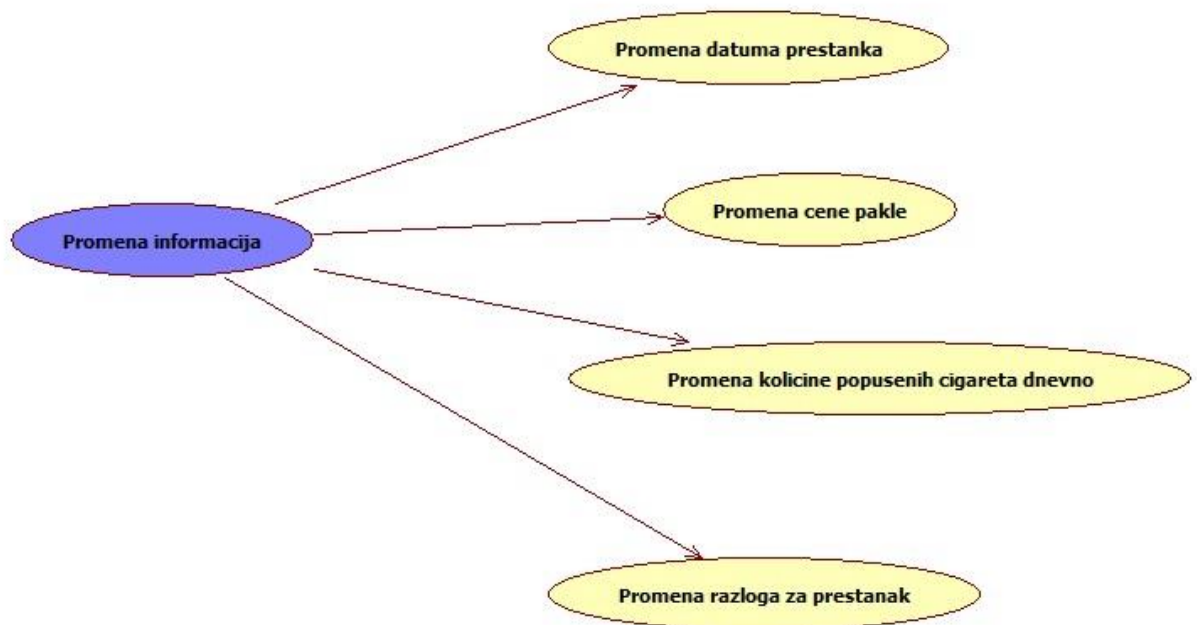 Promena datuma prestanka
Promena cene pakle
Promena informacija
Promena kolicine popusenih cigareta dnevno
Promena razloga za prestanak